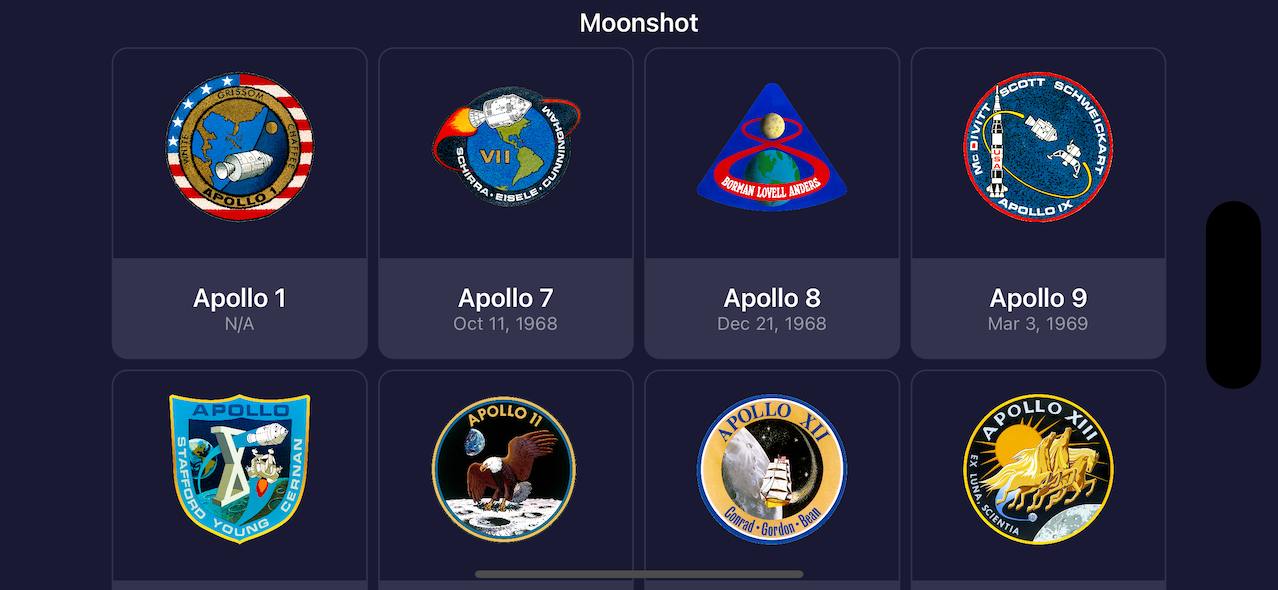 Moonshot
GRISSOM
WHITE
CHAFFEE
APOLLO 1
VII
SCHIRRA • EISELE • CUNNINGHAM
BORMAN LOVELL ANDERS
McDIVITT SCOTT SCHWEICKART
USA
APOLLO IX
Apollo 1
N/A
Apollo 7
Oct 11, 1968
Apollo 8
Dec 21, 1968
Apollo 9
Mar 3, 1969
APOLLO
X
STAFFORD YOUNG CERNAN
APOLLO 11
APOLLO XII
Conrad • Gordon • Bean
APOLLO XIII
EX LUNA, SCIENTIA